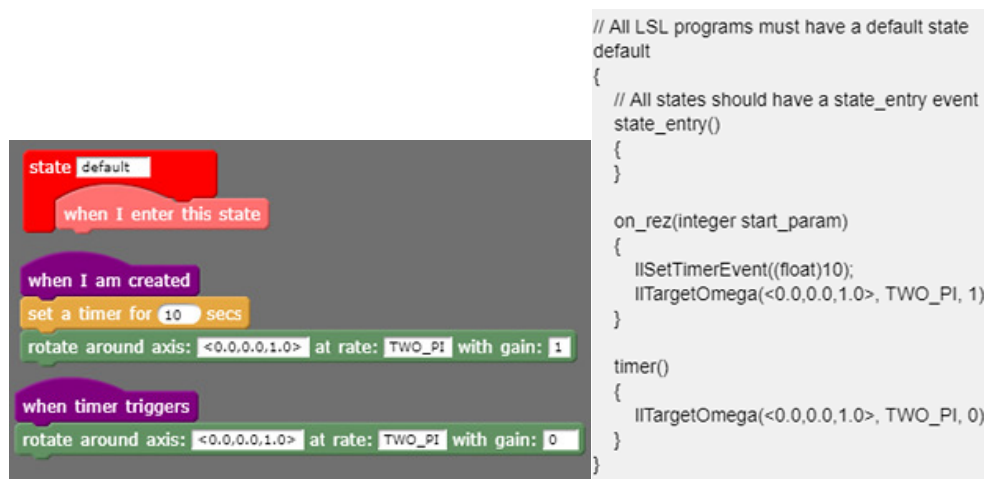 state default
when I enter this state
when I am created
set a timer for 10 secs
rotate around axis: <0.0,0.0,1.0> at rate: TWO_PI with gain: 1
when timer triggers
rotate around axis: <0.0,0.0,1.0> at rate: TWO_PI with gain: 0
// All LSL programs must have a default state
default
{
// All states should have a state_entry event
state_entry()
{
}
on_rez(integer start_param)
{
llSetTimerEvent((float)10);
llTargetOmega(<0.0,0.0,1.0>, TWO_PI, 1)
}
timer()
{
llTargetOmega(<0.0,0.0,1.0>, TWO_PI, 0)
}
}